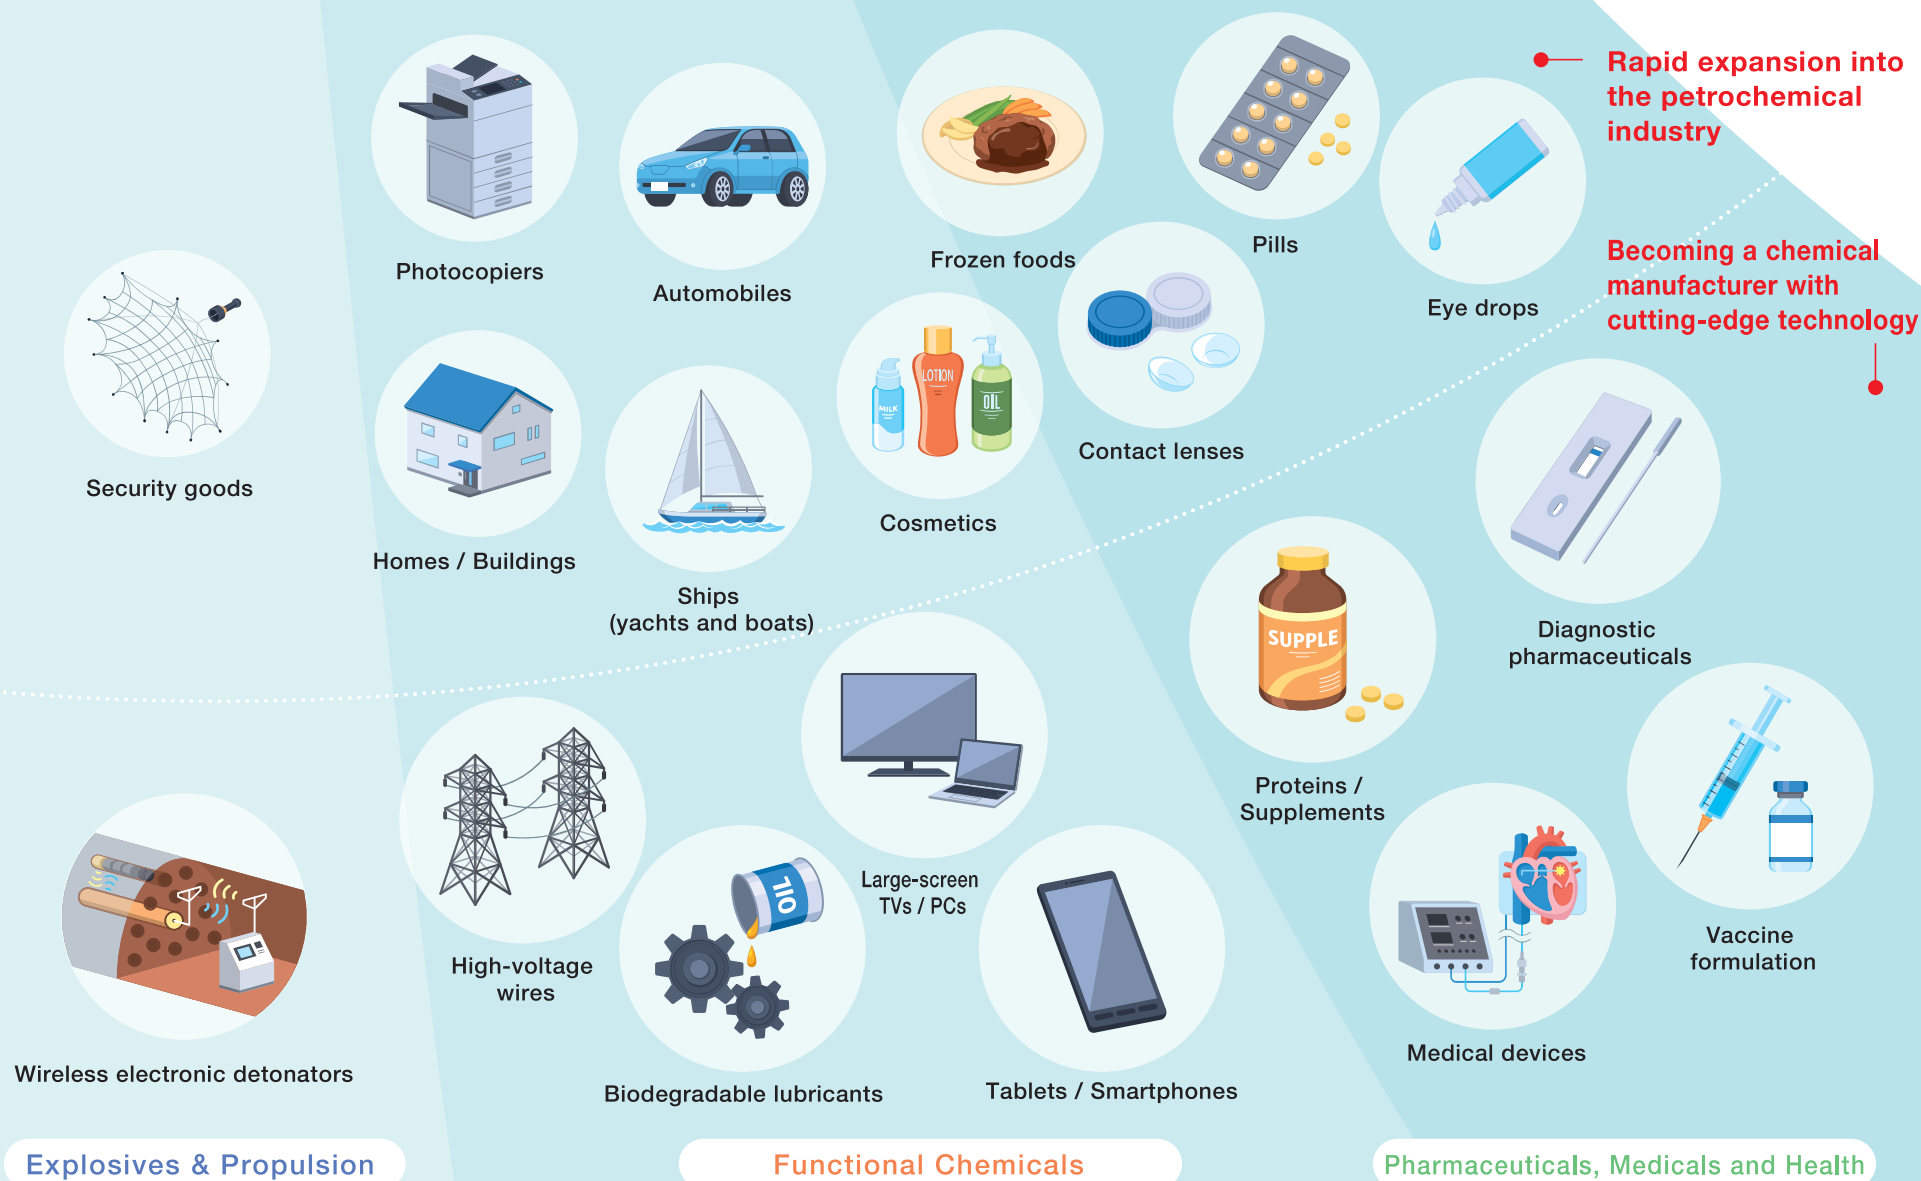 Rapid expansion into
the petrochemical
industry
Photocopiers
Automobiles
Frozen foods
Pills
Eye drops
Becoming a chemical
manufacturer with
cutting-edge technology
Security goods
Homes / Buildings
Ships
(yachts and boats)
MILK
LOTION
OIL
Cosmetics
Contact lenses
Diagnostic
pharmaceuticals
SUPPLE
Proteins /
Supplements
Vaccine
formulation
Medical devices
Large-screen
TVs / PCs
High-voltage
wires
OIL
Biodegradable lubricants
Tablets / Smartphones
Wireless electronic detonators
Explosives & Propulsion
Functional Chemicals
Pharmaceuticals, Medicals and Health